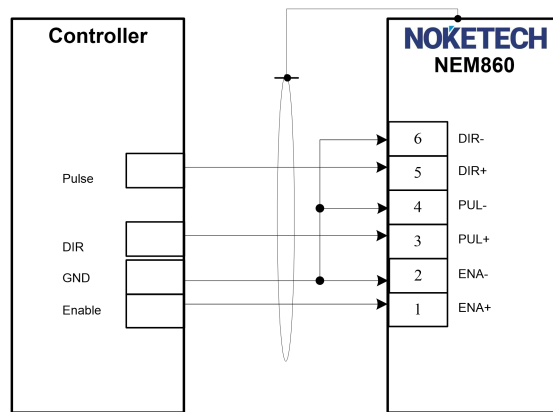 Controller
NOKETECH
NEM860
6 DIR-
Pulse
5 DIR+
4 PUL-
DIR
3 PUL+
GND
2 ENA-
Enable
1 ENA+